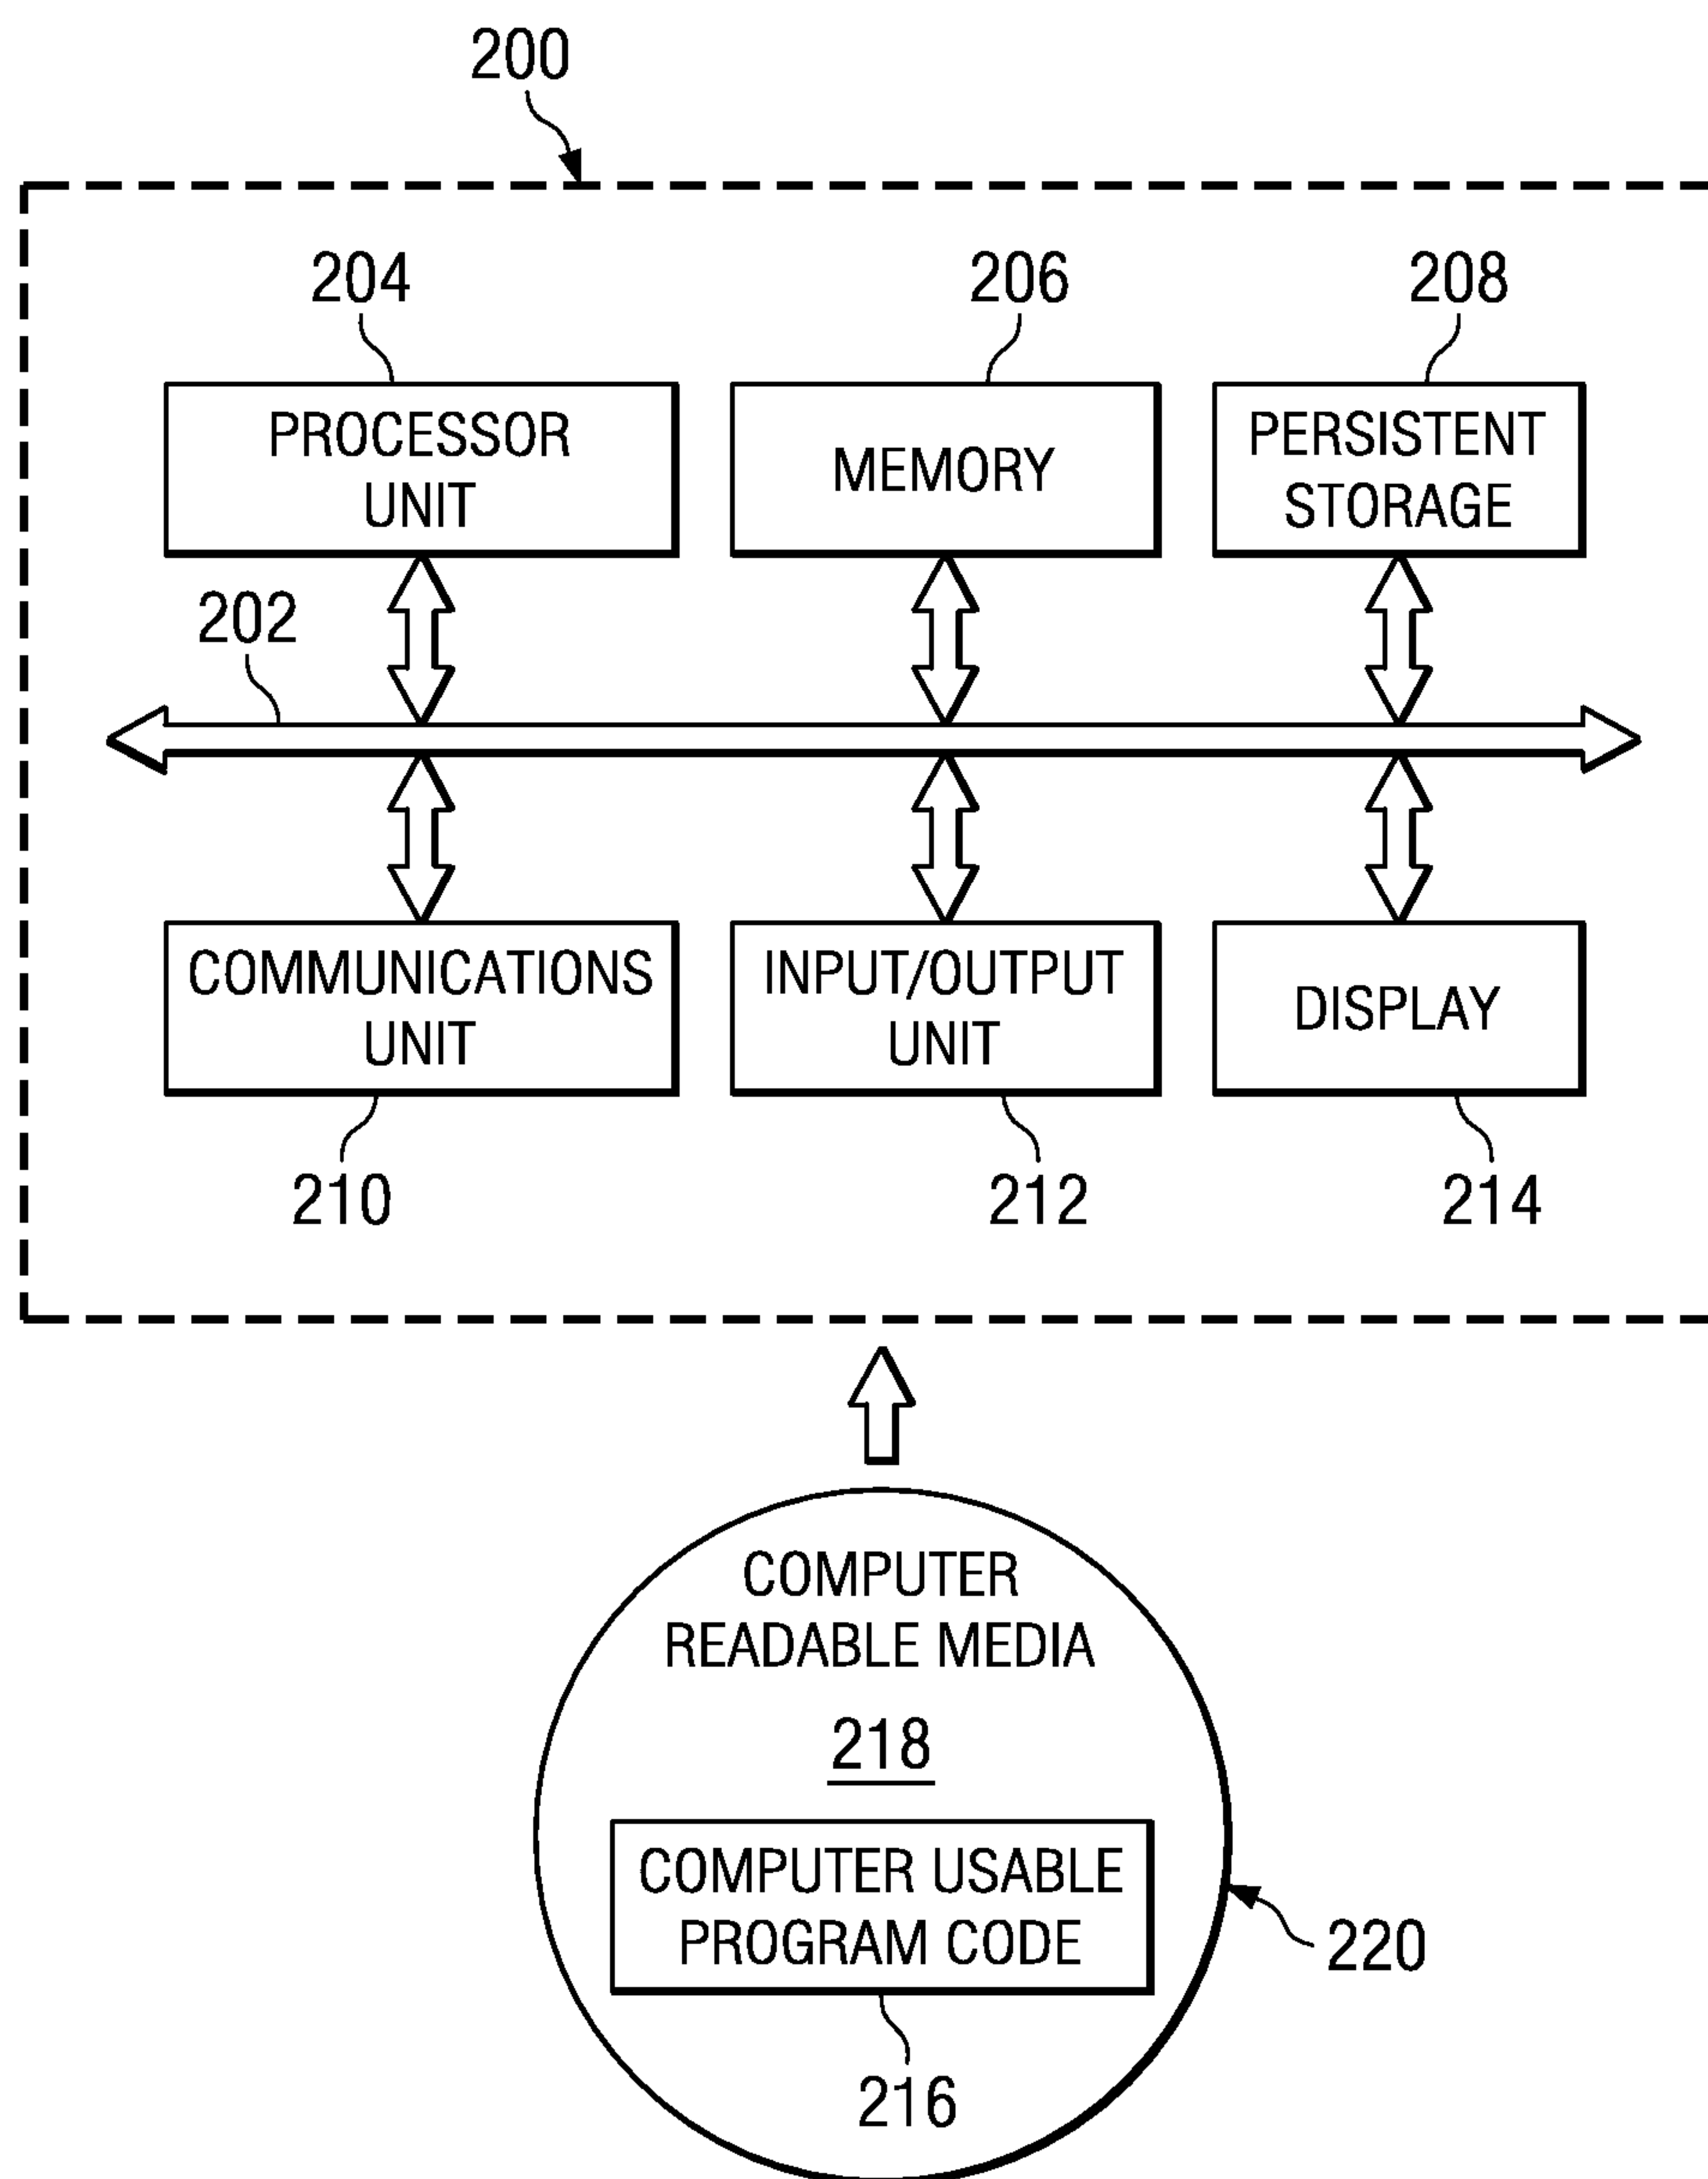 200
204
206
208
PROCESSOR
UNIT
MEMORY
PERSISTENT
STORAGE
202
COMMUNICATIONS
UNIT
INPUT/OUTPUT
UNIT
DISPLAY
210
212
214
COMPUTER
READABLE MEDIA
218
COMPUTER USABLE
PROGRAM CODE
220
216